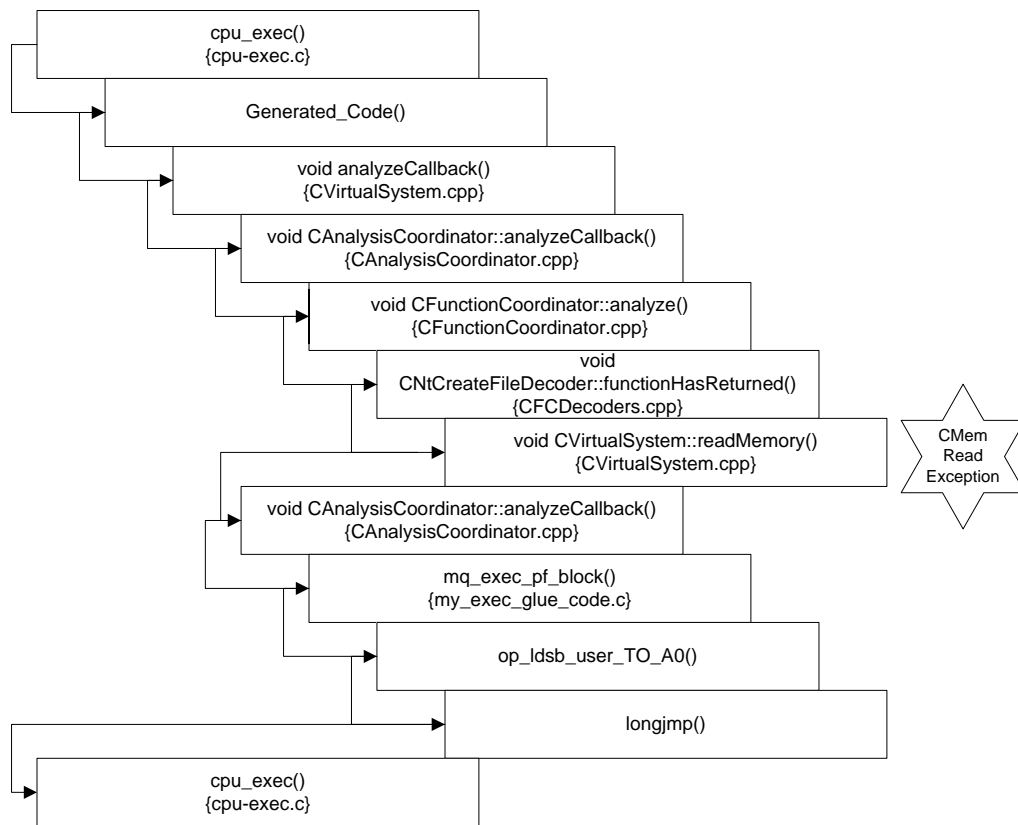 cpu_exec()
{cpu-exec.c}
Generated_Code()
void analyzeCallback()
{CVirtualSystem.cpp}
void CAnalysisCoordinator::analyzeCallback()
{CAnalysisCoordinator.cpp}
void CFunctionCoordinator::analyze()
{CFunctionCoordinator.cpp}
void
CNtCreateFileDecoder::functionHasReturned()
{CFCDecoders.cpp}
void CVirtualSystem::readMemory()
{CVirtualSystem.cpp}
CMem
Read
Exception
void CAnalysisCoordinator::analyzeCallback()
{CAnalysisCoordinator.cpp}
mq_exec_pf_block()
{my_exec_glue_code.c}
op_ldsb_user_TO_A0()
longjmp()
cpu_exec()
{cpu-exec.c}